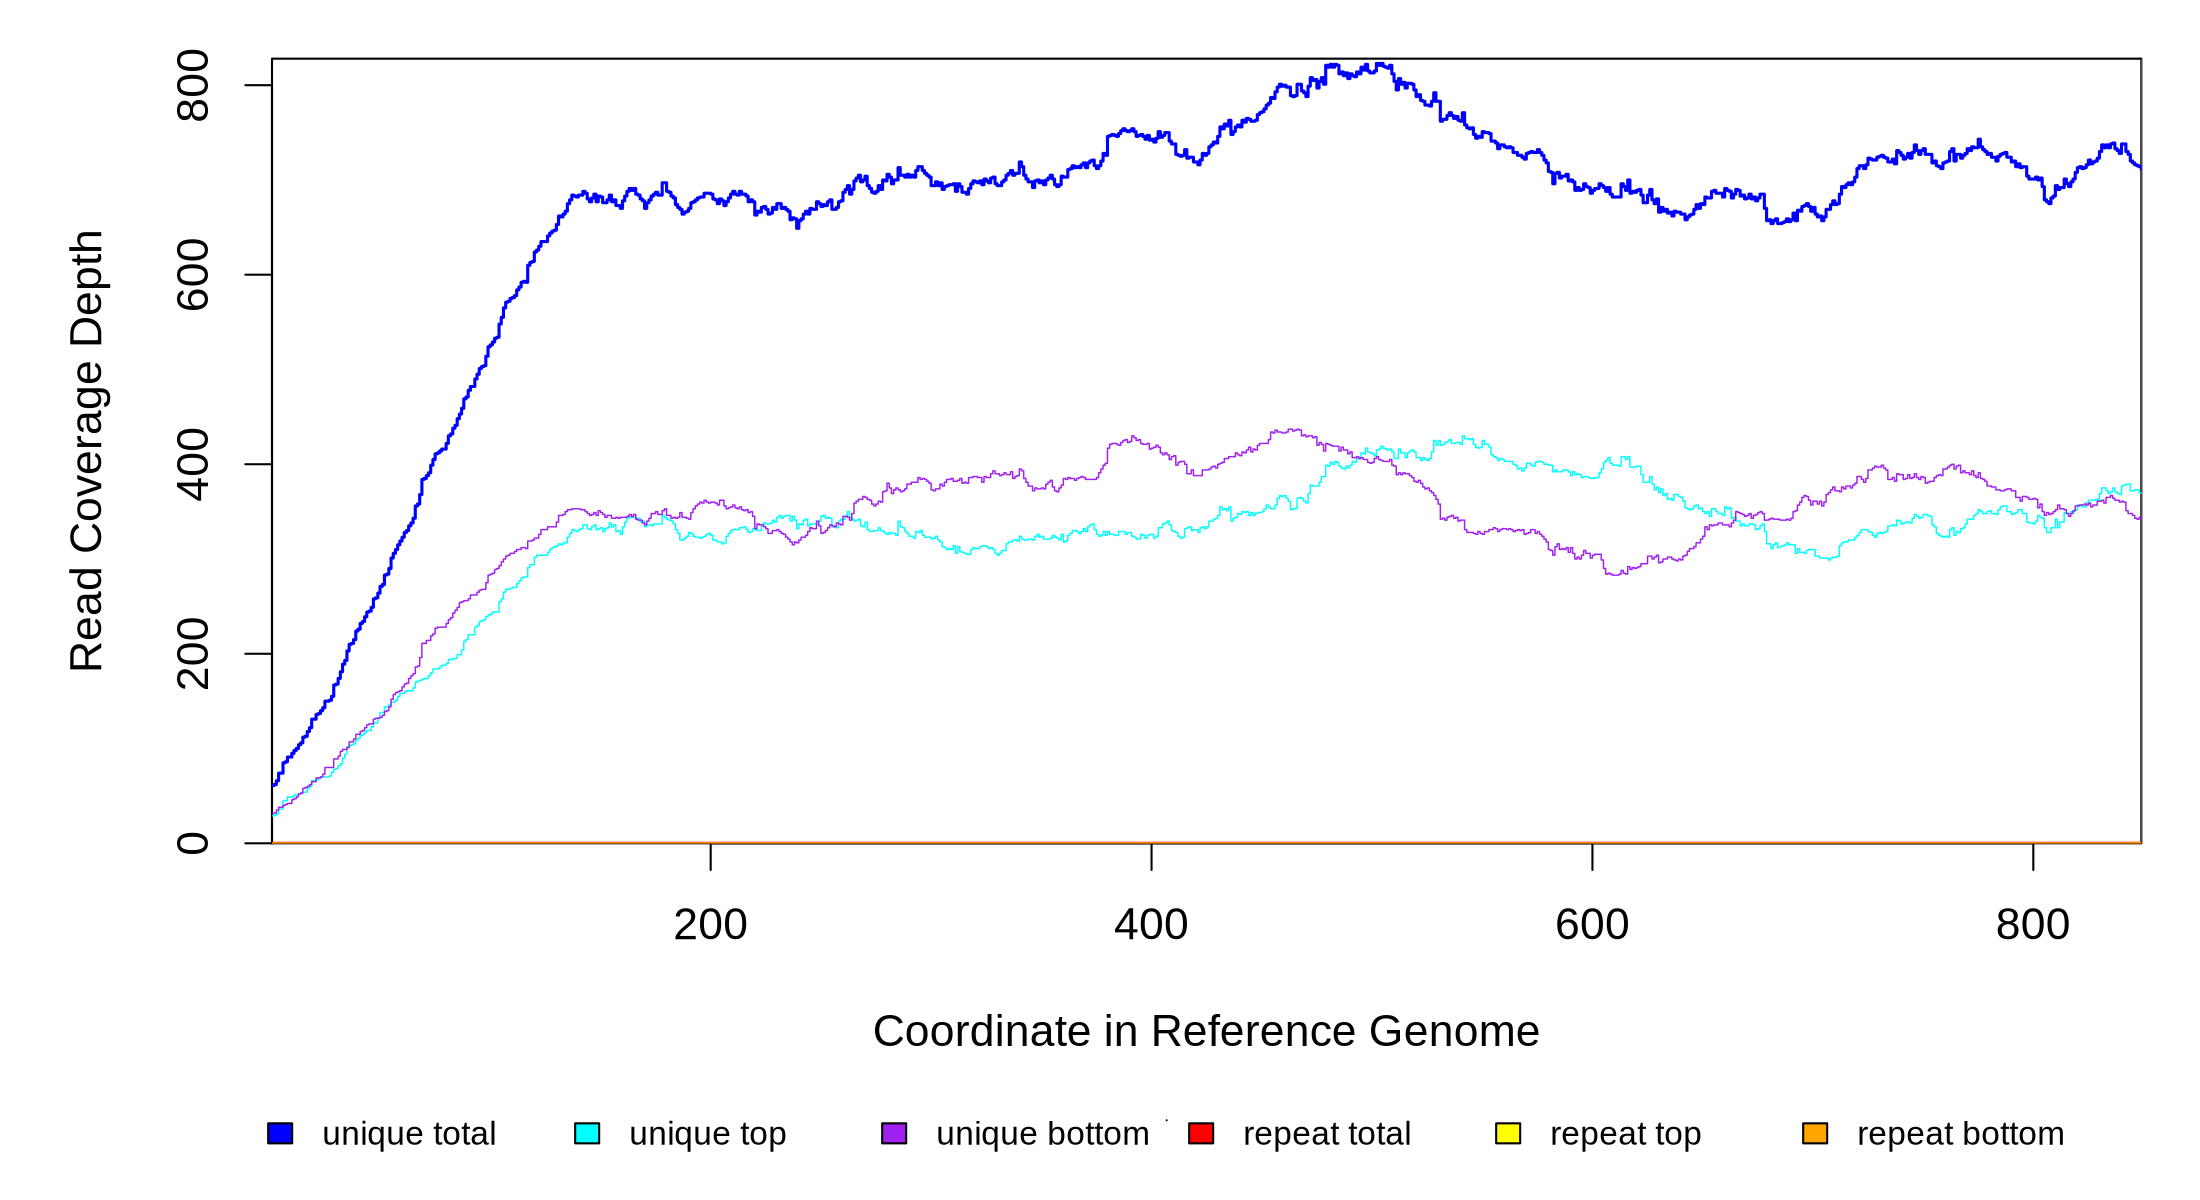 Read Coverage Depth
800
600
400
200
0
200 400 600 800
Coordinate in Reference Genome
unique total unique top unique bottom repeat total repeat top repeat bottom